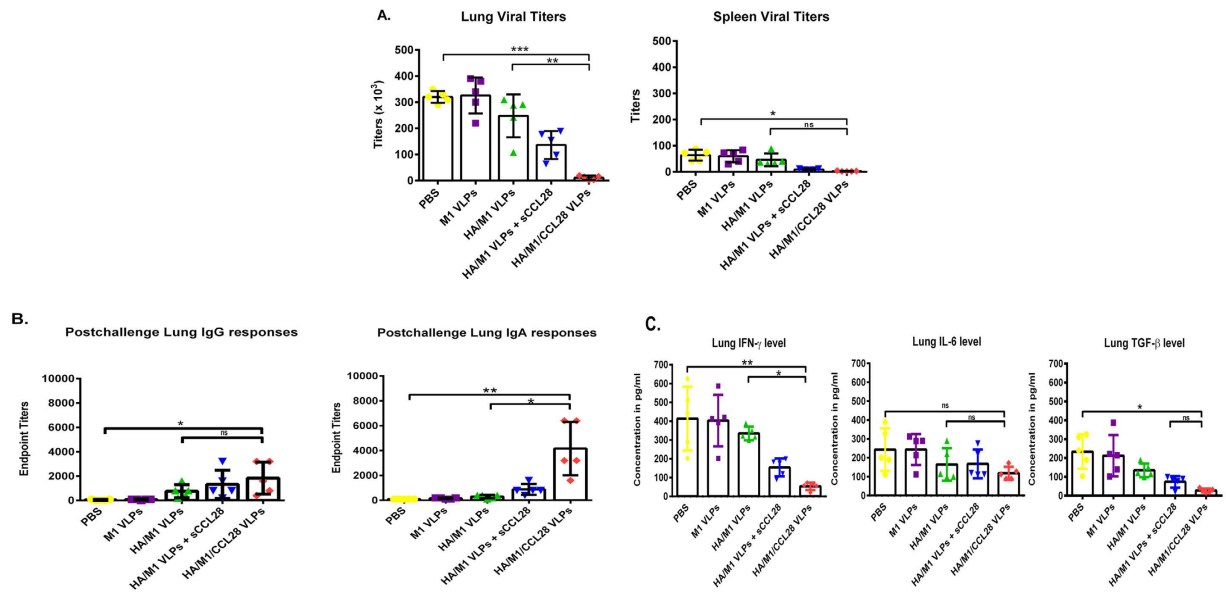 A.
Lung Viral Titers
***
**
500
400
300
200
100
0
Titers (x 10³)
PBS
M1 VLPs
HA/M1 VLPs
HA/M1 VLPs + sCCL28
HA/M1/CCL28 VLPs
Spleen Viral Titers
*
ns
500
400
300
200
100
0
Titers
PBS
M1 VLPs
HA/M1 VLPs
HA/M1 VLPs + sCCL28
HA/M1/CCL28 VLPs
B.
Postchallenge Lung IgG responses
*
ns
10000
8000
6000
4000
2000
0
Endpoint Titers
PBS
M1 VLPs
HA/M1 VLPs
HA/M1 VLPs + sCCL28
HA/M1/CCL28 VLPs
Postchallenge Lung IgA responses
**
*
10000
8000
6000
4000
2000
0
Endpoint Titers
PBS
M1 VLPs
HA/M1 VLPs
HA/M1 VLPs + sCCL28
HA/M1/CCL28 VLPs
C.
Lung IFN-γ level
**
*
700
600
500
400
300
200
100
0
Concentration in pg/ml
PBS
M1 VLPs
HA/M1 VLPs
HA/M1 VLPs + sCCL28
HA/M1/CCL28 VLPs
Lung IL-6 level
ns
ns
700
600
500
400
300
200
100
0
Concentration in pg/ml
PBS
M1 VLPs
HA/M1 VLPs
HA/M1 VLPs + sCCL28
HA/M1/CCL28 VLPs
Lung TGF-β level
*
ns
700
600
500
400
300
200
100
0
Concentration in pg/ml
PBS
M1 VLPs
HA/M1 VLPs
HA/M1 VLPs + sCCL28
HA/M1/CCL28 VLPs